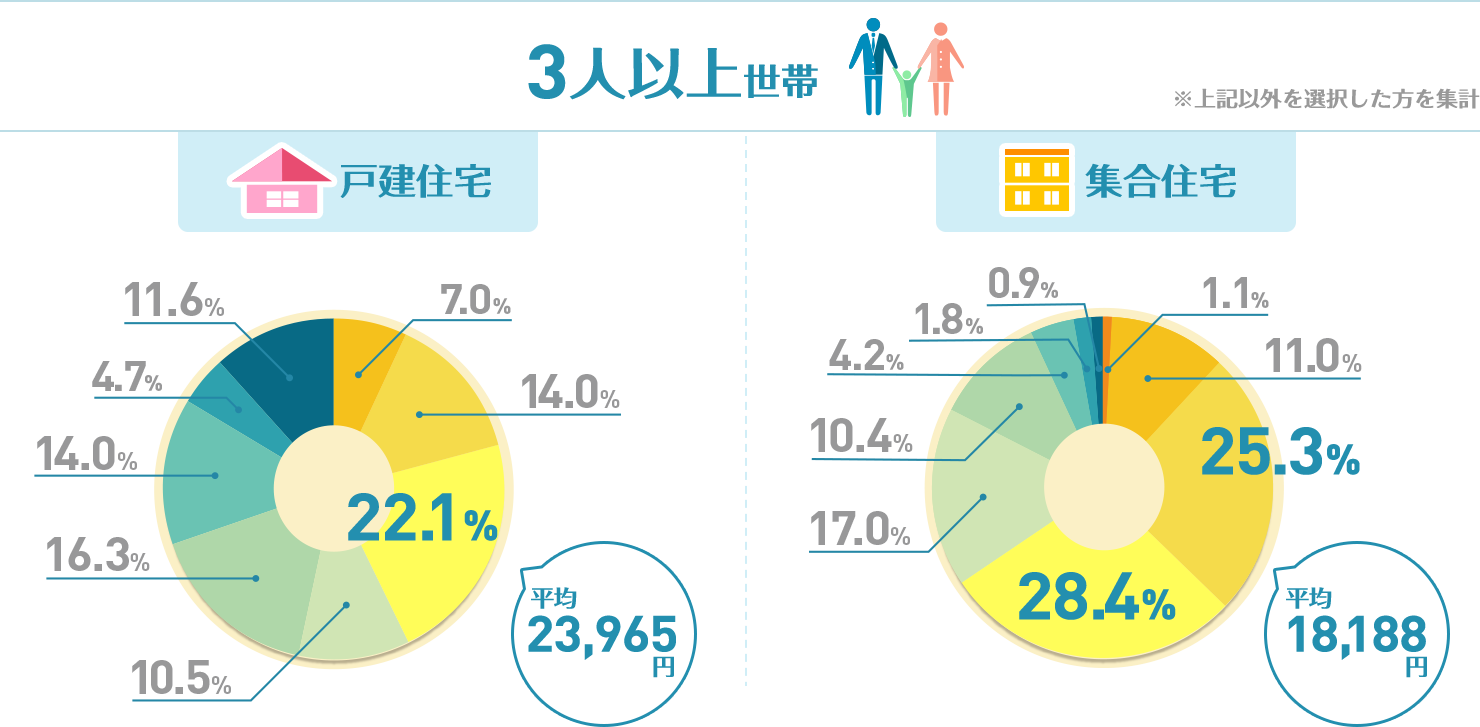 3人以上世帯
※上記以外を選択した方を集計
戸建住宅
11.6%
7.0%
4.7%
14.0%
14.0%
22.1%
16.3%
10.5%
平均
23,965
円
集合住宅
0.9%
1.1%
1.8%
4.2%
11.0%
10.4%
25.3%
17.0%
28.4%
平均
18,188
円